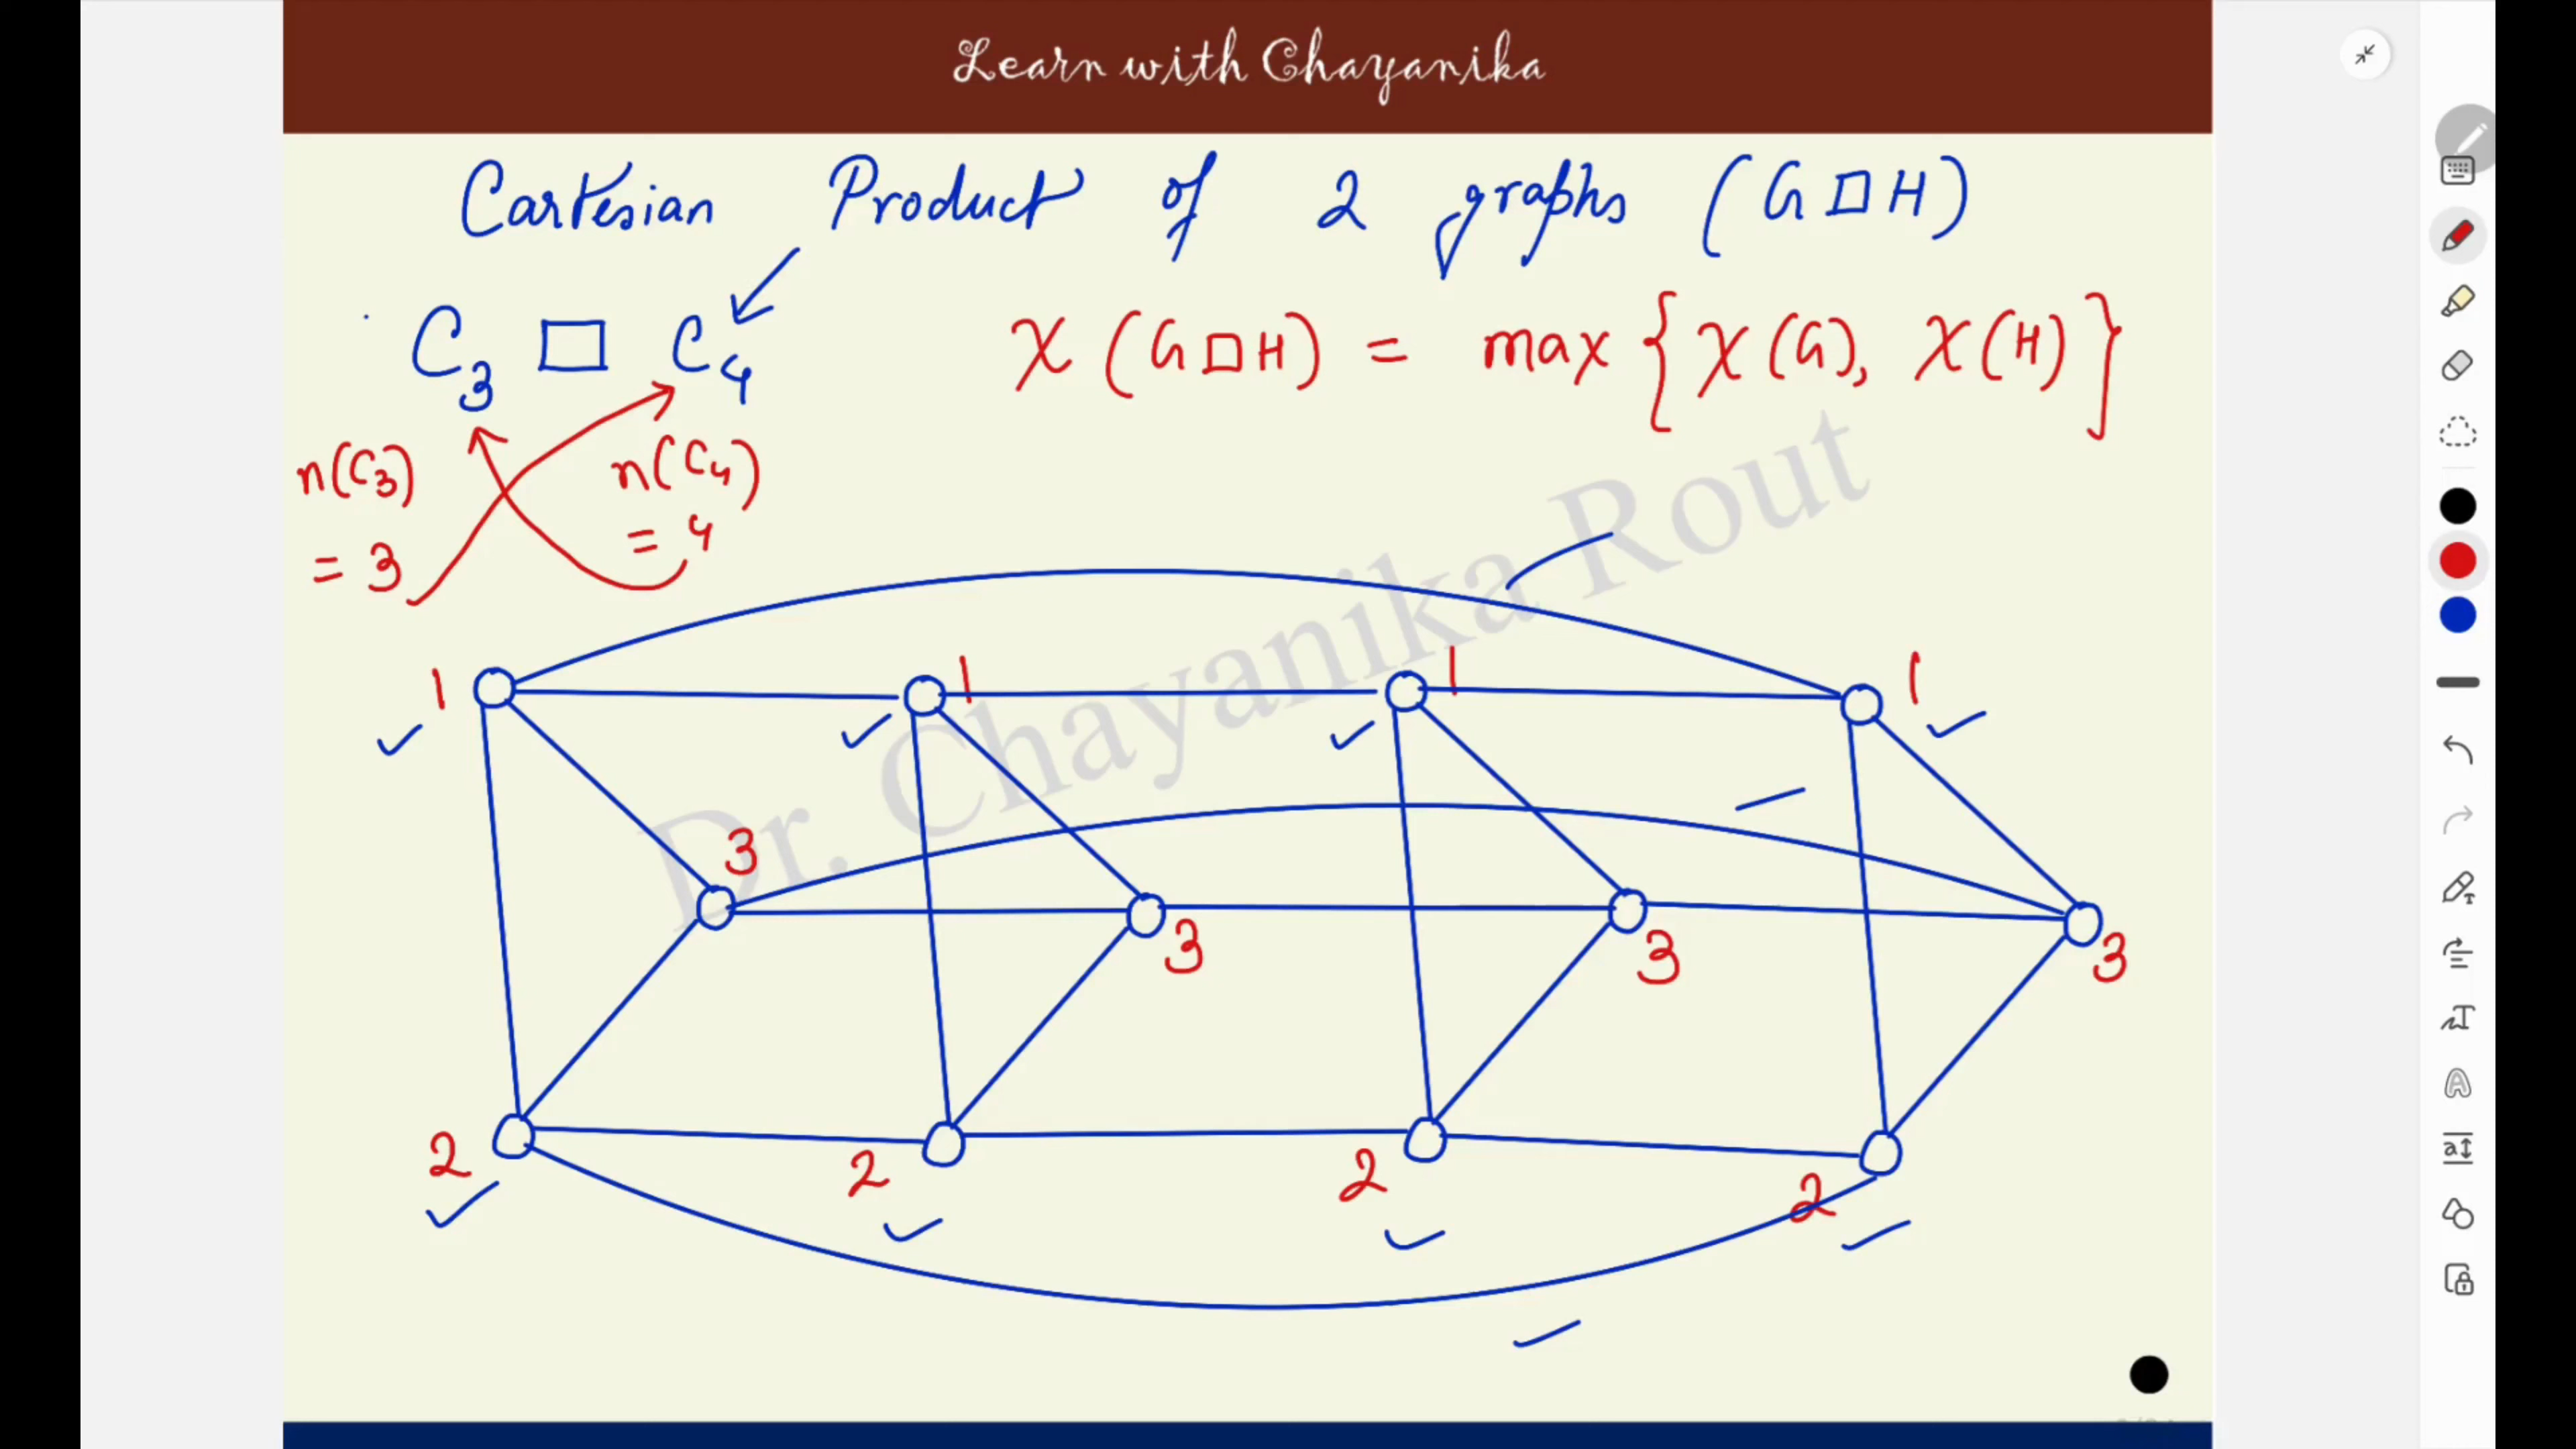 Learn with Chayanika
Cartesian Product of 2 graphs (G □ H)
C₃ □ C₄
χ (G □ H) = max {χ(G), χ(H)}
n(C₃) = 3
n(C₄) = 4
Dr. Chayanika Rout
1 1 1 1
3 3 3 3
2 2 2 2